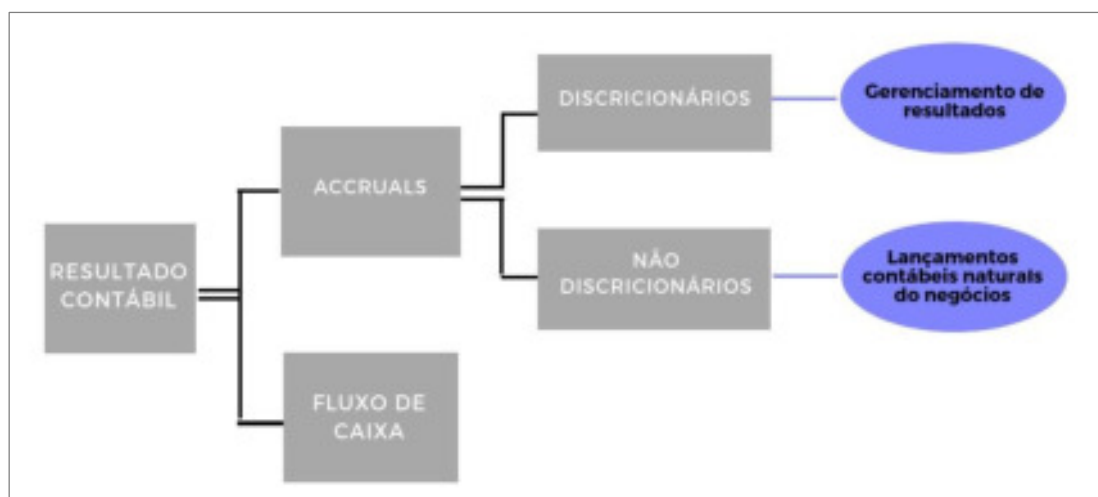 DISCRICIONÁRIOS
Gerenciamento de
resultados
ACCRUALS
RESULTADO
CONTÁBIL
NÃO
DISCRICIONÁRIOS
Lançamentos
contábeis naturais
do negócios
FLUXO DE
CAIXA